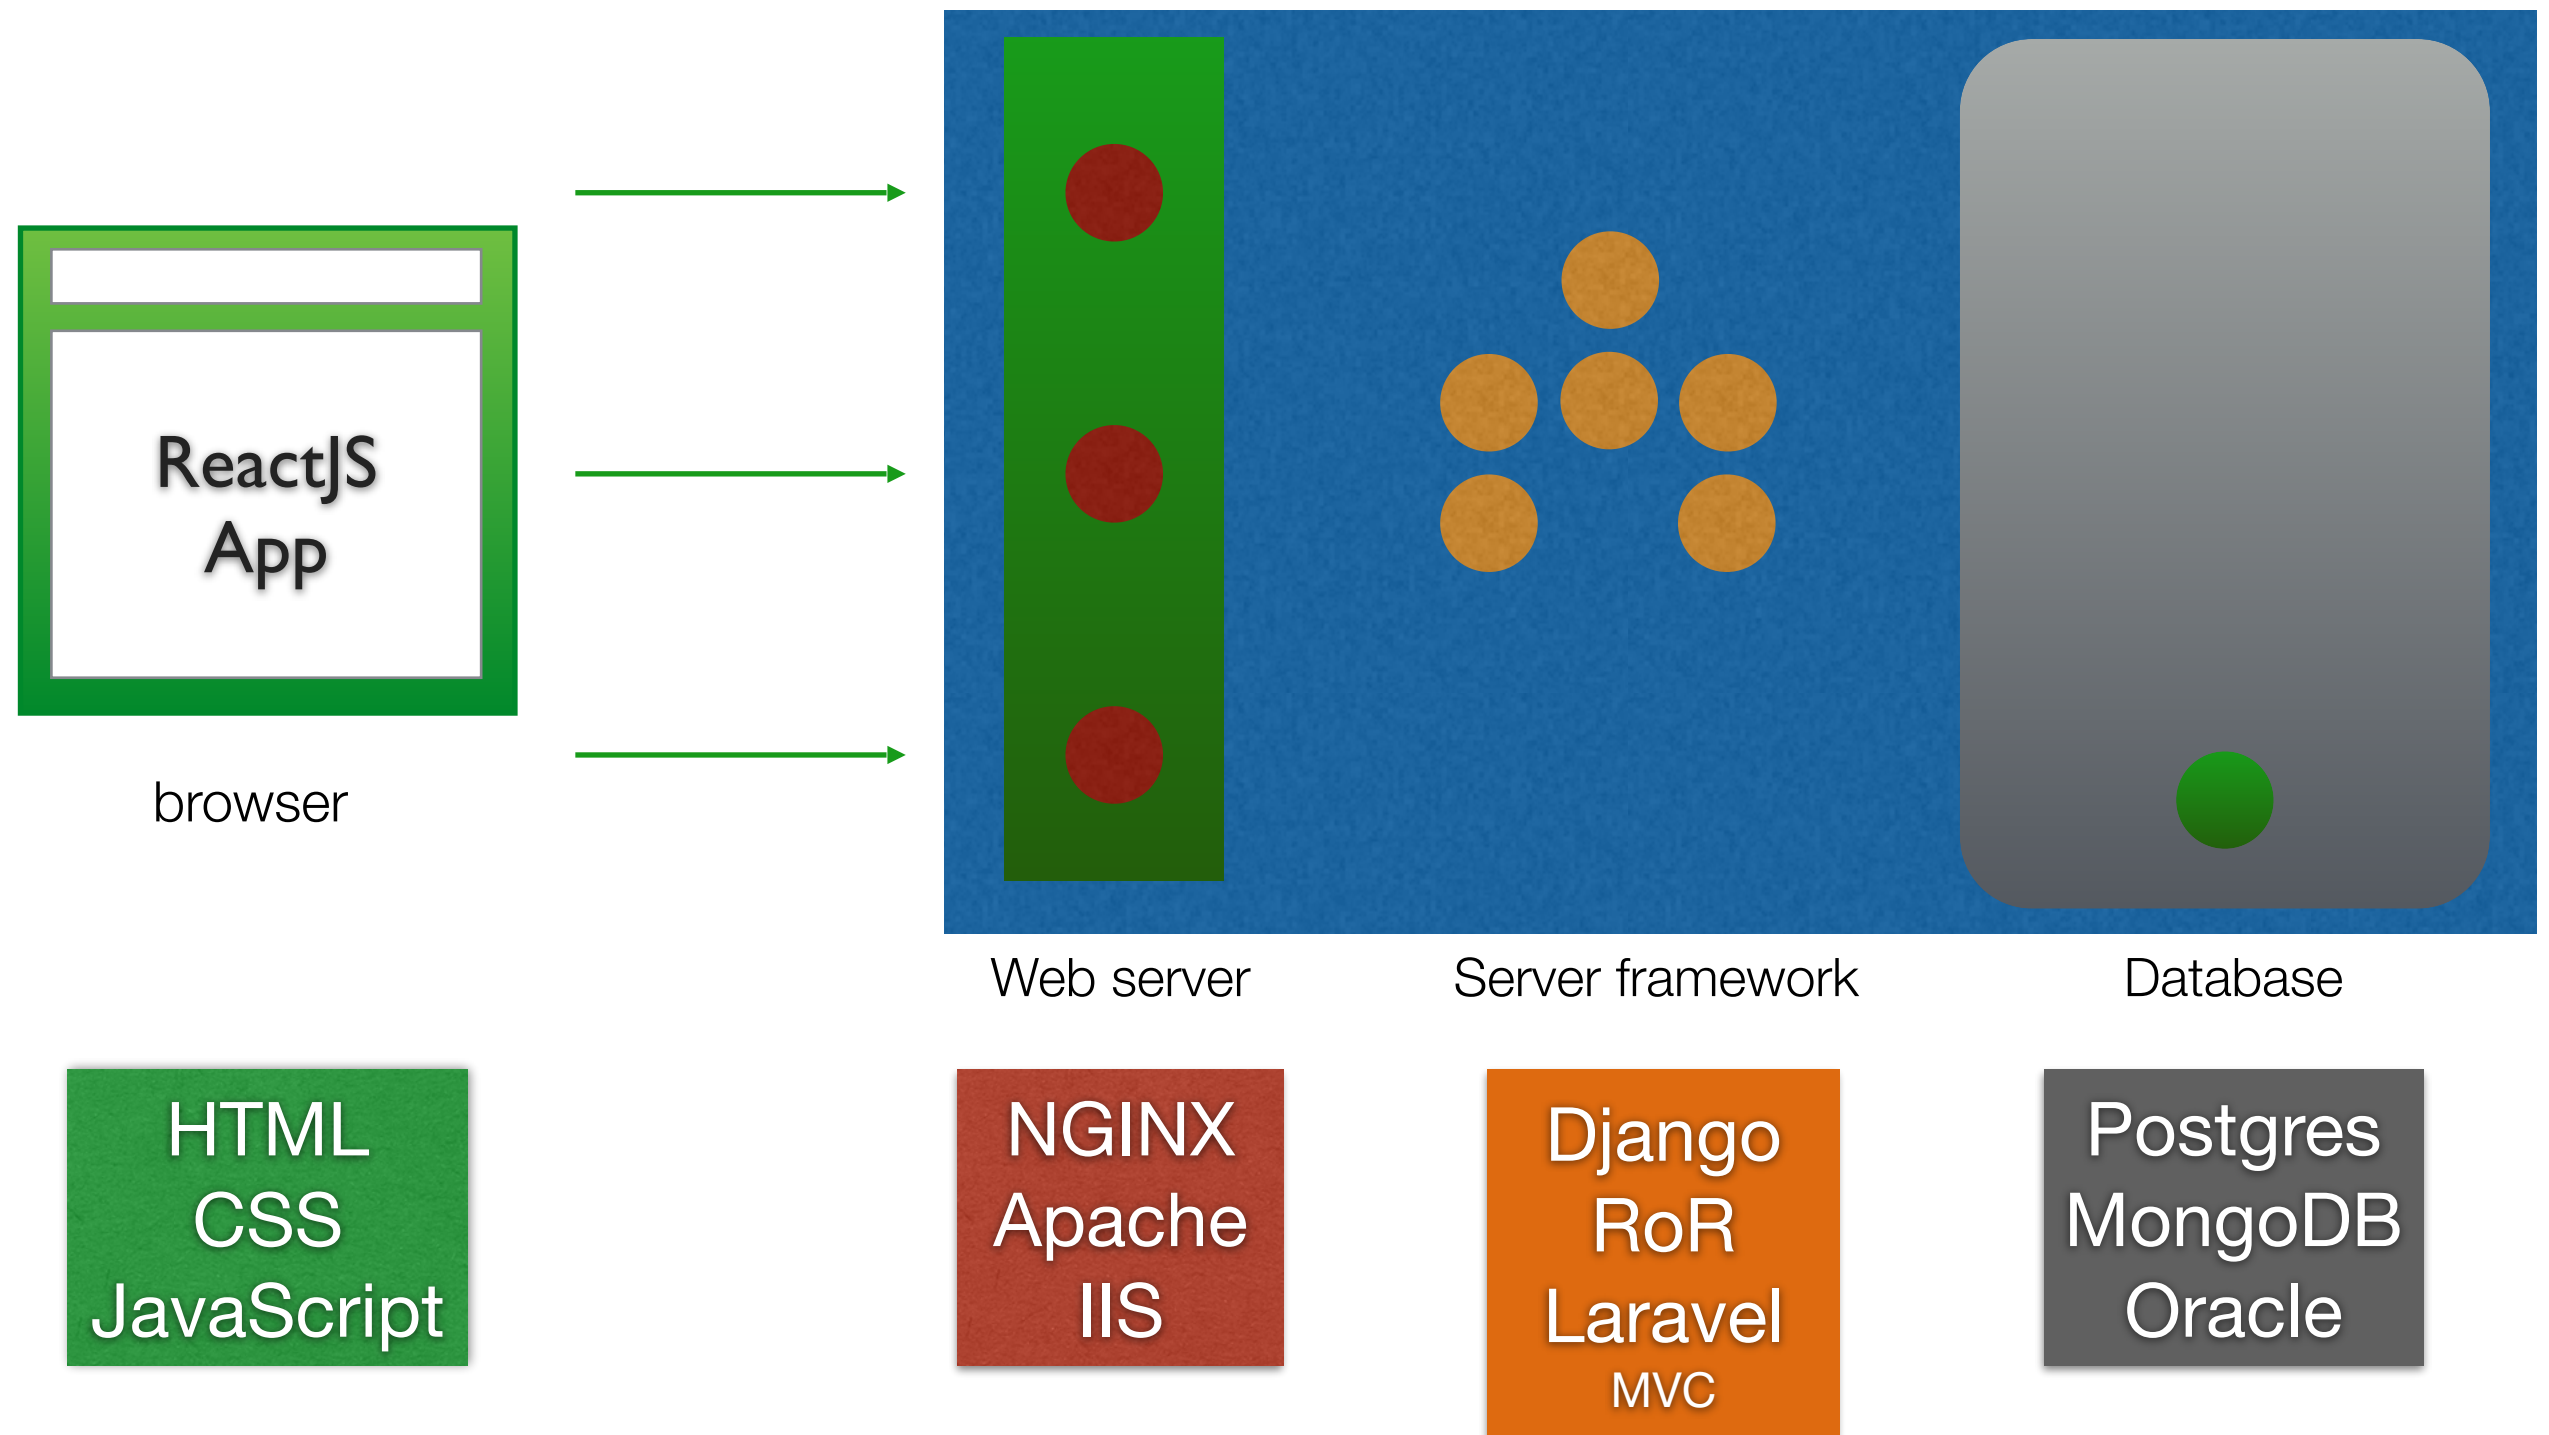 ReactJS
App
browser
Web server
Server framework
Database
HTML
CSS
JavaScript
NGINX
Apache
IIS
Django
RoR
Laravel
MVC
Postgres
MongoDB
Oracle